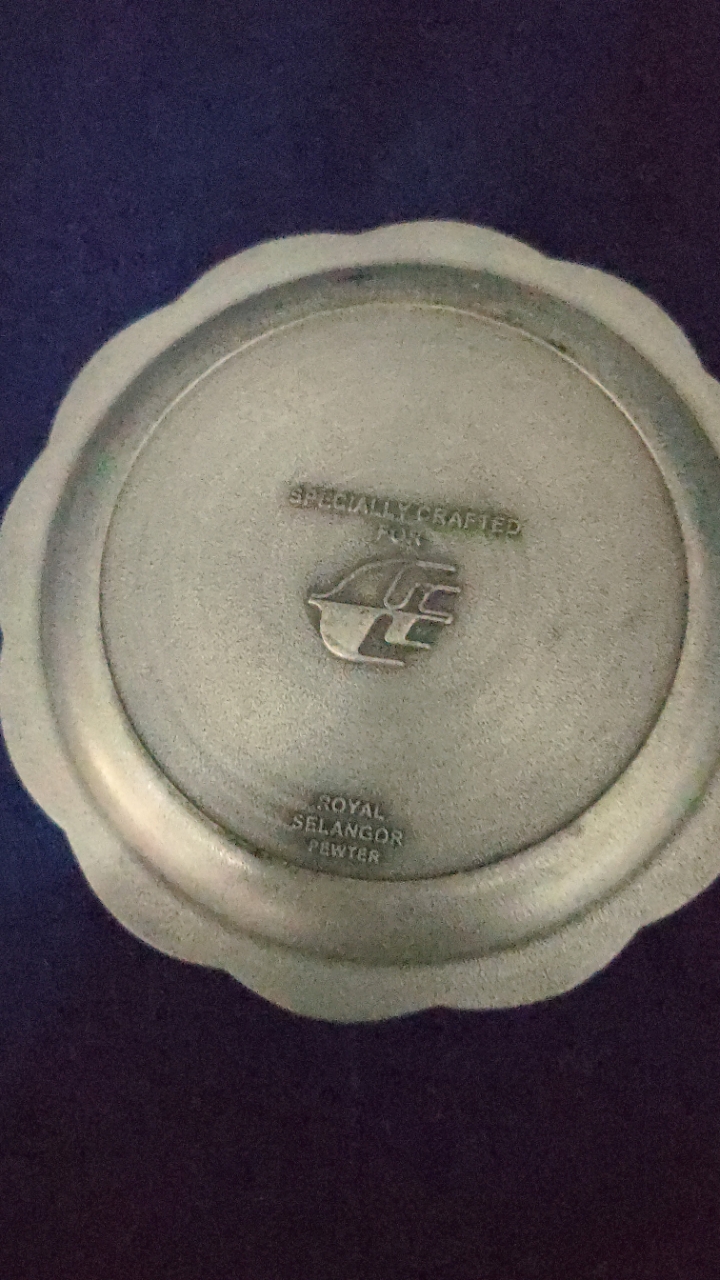 SPECIALLY CRAFTED
FOR
ROYAL
SELANGOR
PEWTER